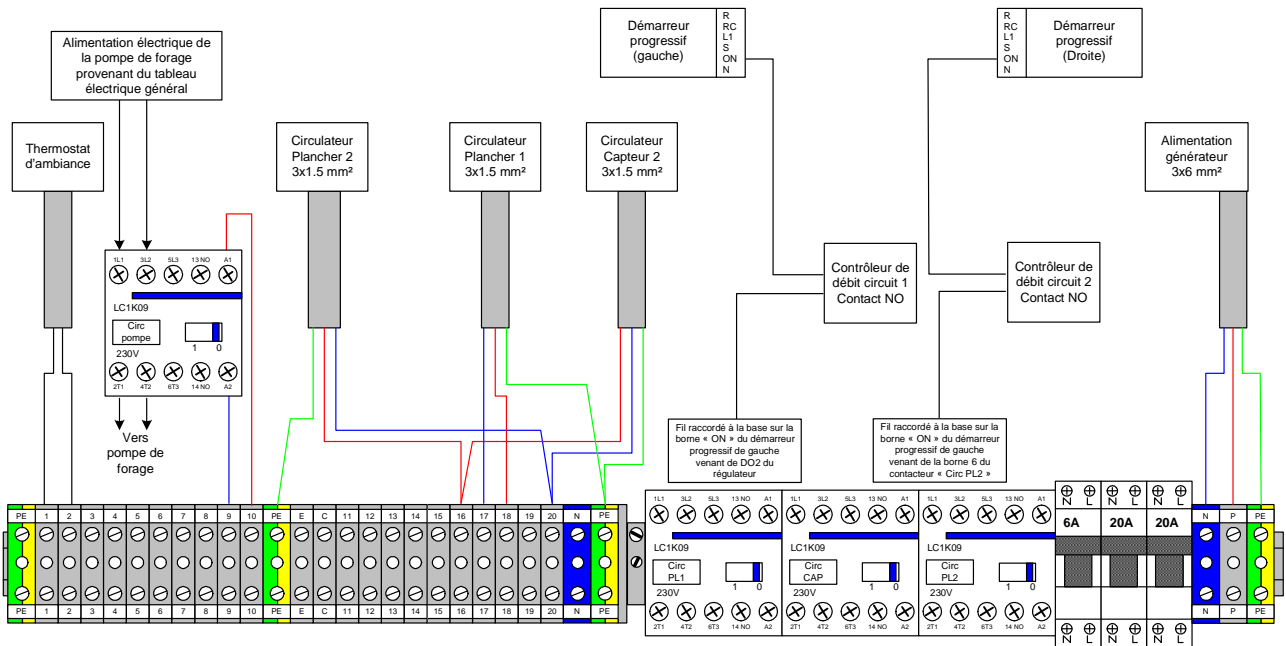 Alimentation électrique de
la pompe de forage
provenant du tableau
électrique général
Démarreur
progressif
(gauche)
R
RC
L1
S
ON
N
R
RC
L1
S
ON
N
Démarreur
progressif
(Droite)
Thermostat
d'ambiance
Circulateur
Plancher 2
3x1.5 mm²
Circulateur
Plancher 1
3x1.5 mm²
Circulateur
Capteur 2
3x1.5 mm²
Alimentation
générateur
3x6 mm²
1L1 3L2 5L3 13 NO A1
LC1K09
Circ
pompe
1 0
230V
2T1 4T2 6T3 14 NO A2
Vers
pompe de
forage
Contrôleur de
débit circuit 1
Contact NO
Contrôleur de
débit circuit 2
Contact NO
Fil raccordé à la base sur la
borne « ON » du démarreur
progressif de gauche
venant de DO2 du
régulateur
Fil raccordé à la base sur la
borne « ON » du démarreur
progressif de gauche
venant de la borne 6 du
contacteur « Circ PL2 »
PE 1 2 3 4 5 6 7 8 9 10 PE E C 11 12 13 14 15 16 17 18 19 20 N PE
PE 1 2 3 4 5 6 7 8 9 10 PE E C 11 12 13 14 15 16 17 18 19 20 N PE
1L1 3L2 5L3 13 NO A1
LC1K09
Circ
PL1
1 0
230V
2T1 4T2 6T3 14 NO A2
1L1 3L2 5L3 13 NO A1
LC1K09
Circ
CAP
1 0
230V
2T1 4T2 6T3 14 NO A2
1L1 3L2 5L3 13 NO A1
LC1K09
Circ
PL2
1 0
230V
2T1 4T2 6T3 14 NO A2
N L N L N L
6A 20A 20A
N L N L N L
N P PE
N P PE